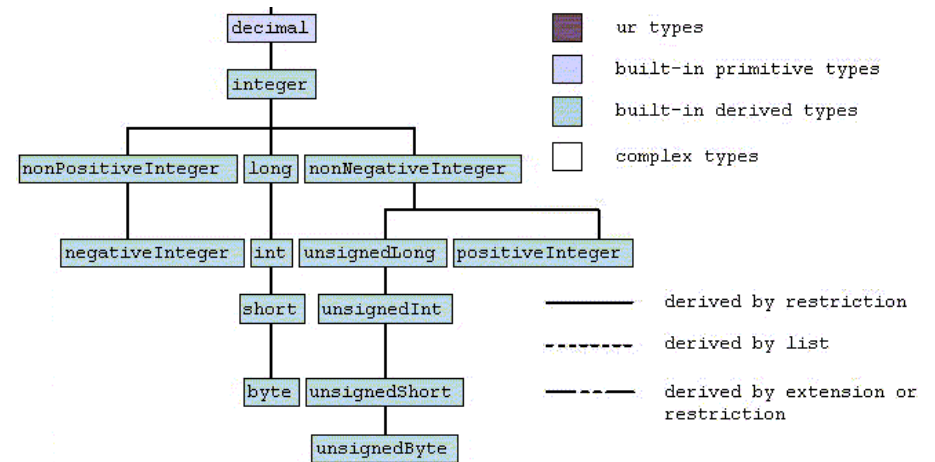 decimal
integer
nonPositiveInteger long nonNegativeInteger
negativeInteger int unsignedLong positiveInteger
short unsignedInt
byte unsignedShort
unsignedByte
ur types
built-in primitive types
built-in derived types
complex types
derived by restriction
derived by list
derived by extension or
restriction